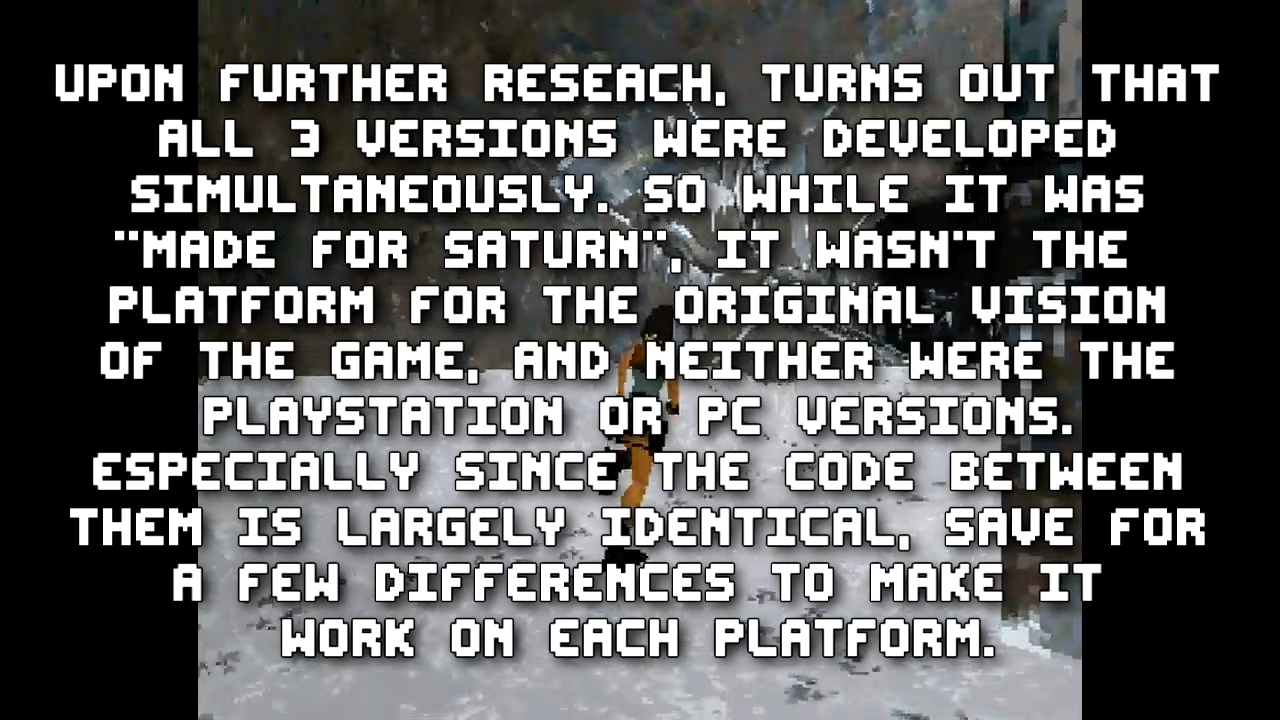 UPON FURTHER RESEACH, TURNS OUT THAT
ALL 3 VERSIONS WERE DEVELOPED
SIMULTANEOUSLY. SO WHILE IT WAS
"MADE FOR SATURN", IT WASN'T THE
PLATFORM FOR THE ORIGINAL VISION
OF THE GAME, AND NEITHER WERE THE
PLAYSTATION OR PC VERSIONS.
ESPECIALLY SINCE THE CODE BETWEEN
THEM IS LARGELY IDENTICAL, SAVE FOR
A FEW DIFFERENCES TO MAKE IT
WORK ON EACH PLATFORM.